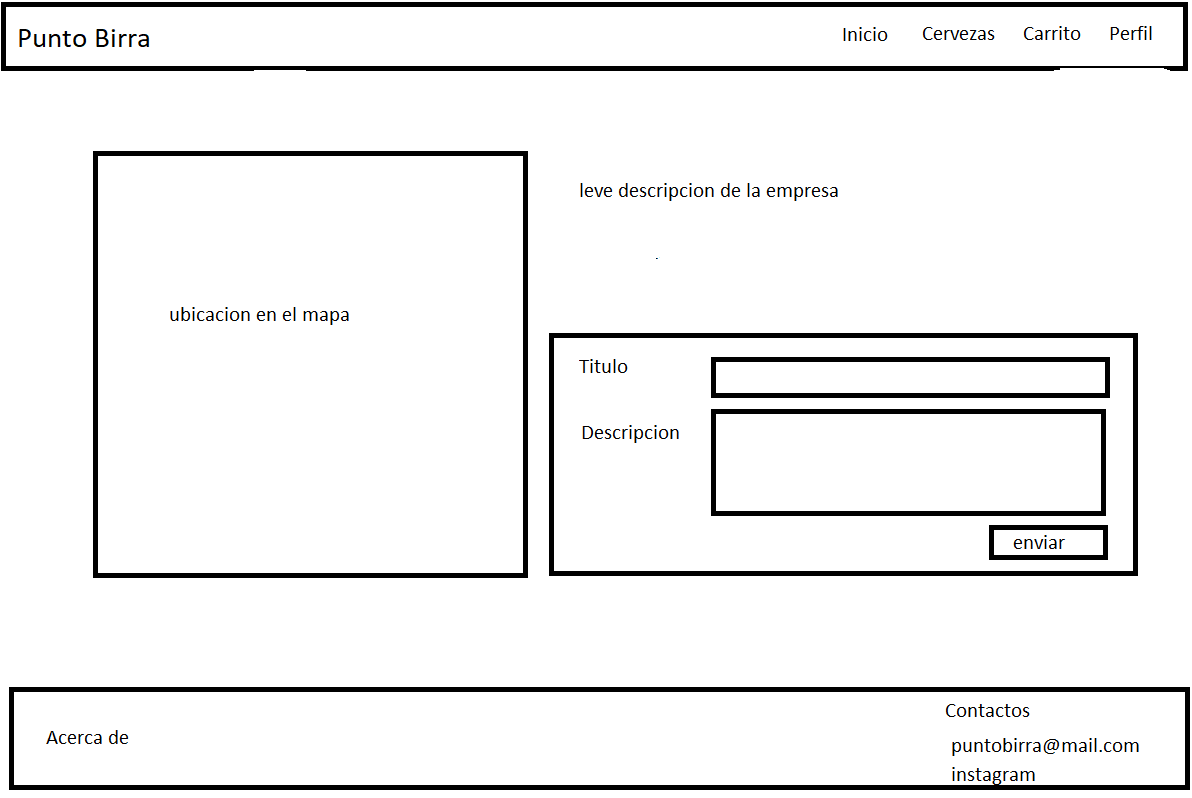 Punto Birra
Inicio Cervezas Carrito Perfil
leve descripcion de la empresa
ubicacion en el mapa
Titulo
Descripcion
enviar
Acerca de
Contactos
puntobirra@mail.com
instagram